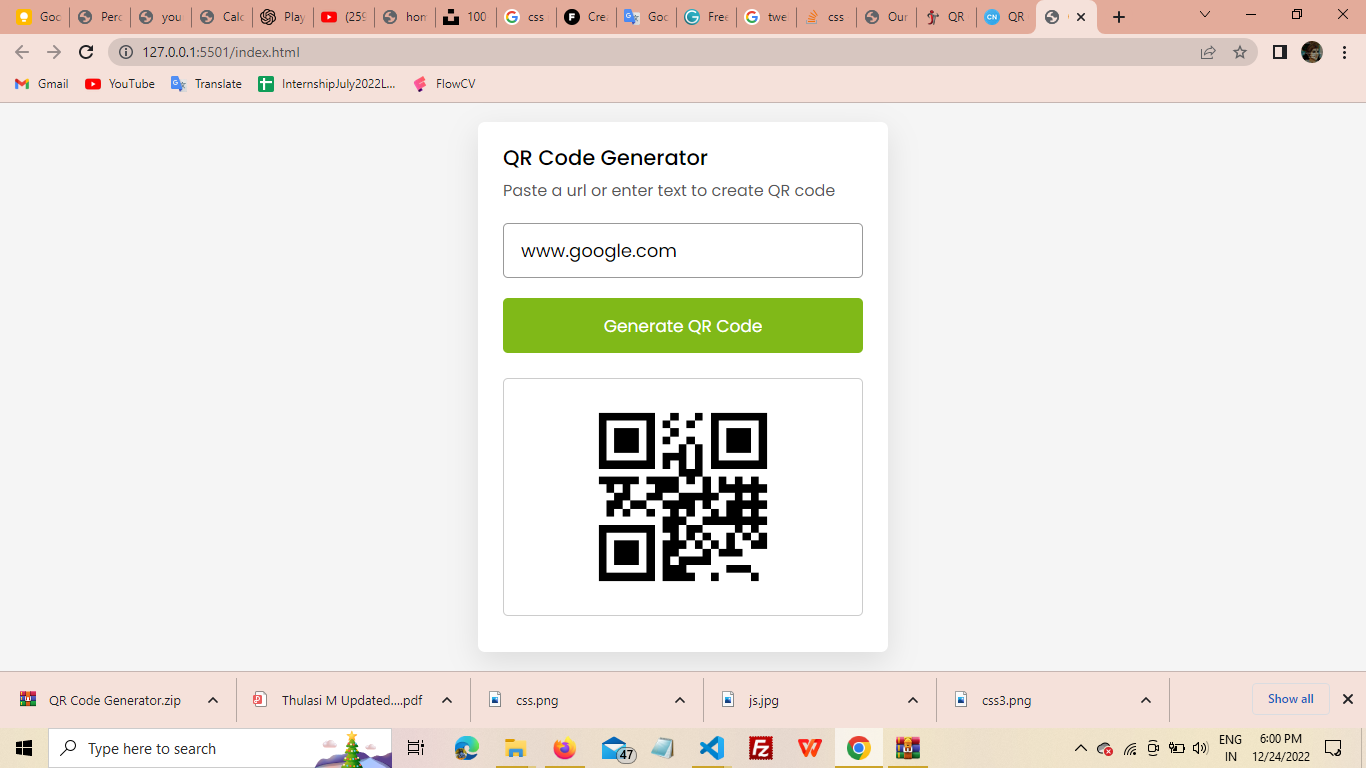 Goo
Perc
you
Calc
Play
(259
hom
100
css
Crea
Goo
Free
twe
css
Our
QR
QR
127.0.0.1:5501/index.html
Gmail
YouTube
Translate
InternshipJuly2022L...
FlowCV
QR Code Generator
Paste a url or enter text to create QR code
www.google.com
Generate QR Code
QR Code Generator.zip
Thulasi M Updated....pdf
css.png
js.jpg
css3.png
Show all
Type here to search
47
ENG
IN
6:00 PM
12/24/2022